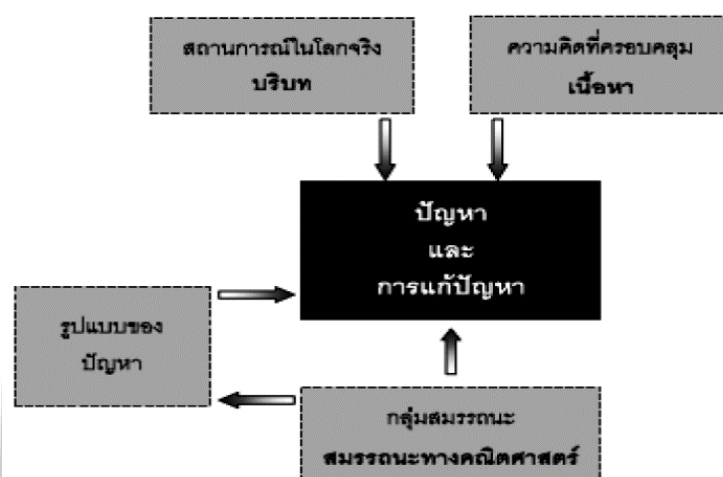 สถานการณ์ในโลกจริง
บริบท
ความคิดที่ครอบคลุม
เนื้อหา
ปัญหา
และ
การแก้ปัญหา
รูปแบบของ
ปัญหา
กลุ่มสมรรถนะ
สมรรถนะทางคณิตศาสตร์